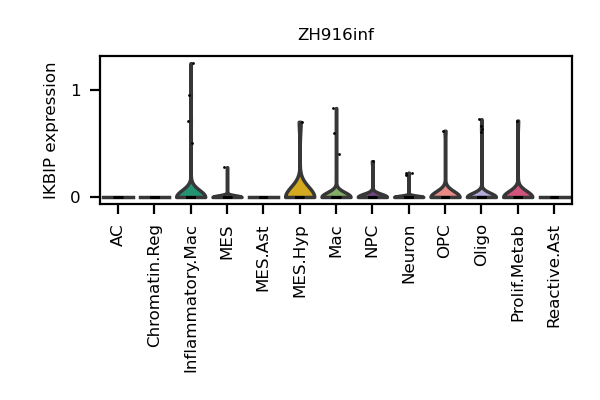 ZH916inf
IKBIP expression
1
0
AC
Chromatin.Reg
Inflammatory.Mac
MES
MES.Ast
MES.Hyp
Mac
NPC
Neuron
OPC
Oligo
Prolif.Metab
Reactive.Ast